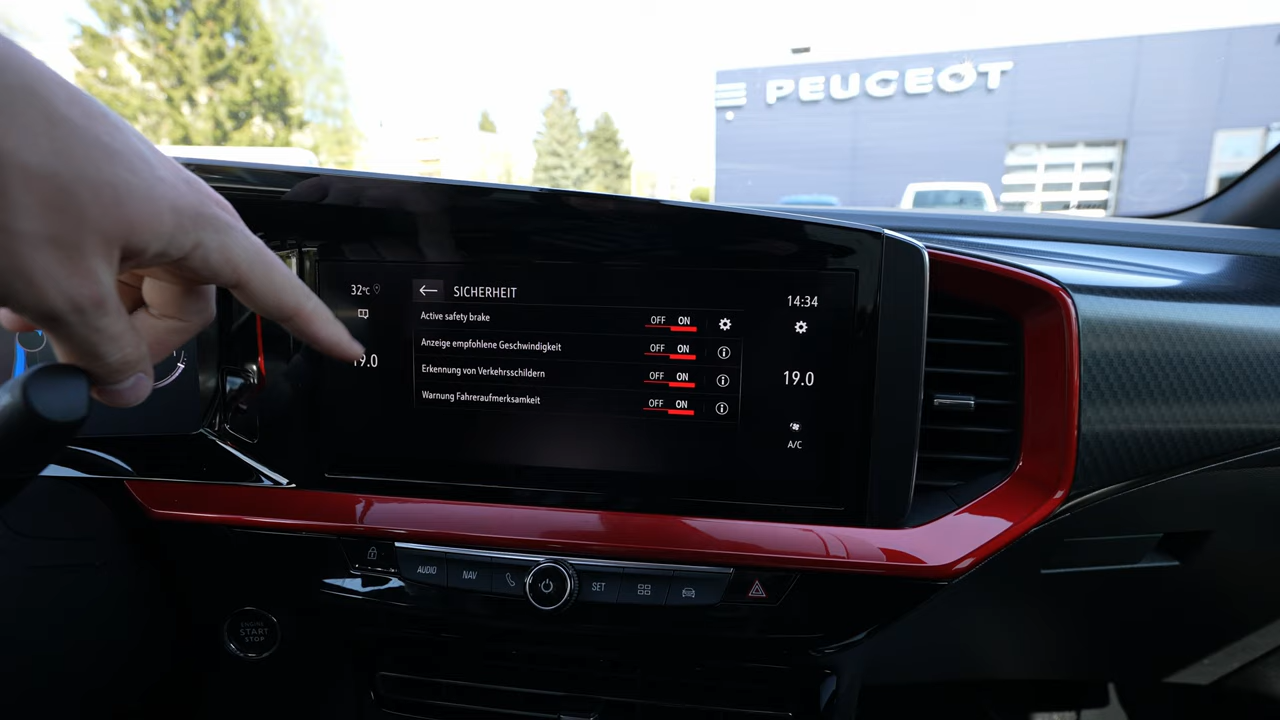 PEUGEOT
32°C
SICHERHEIT
14:34
Active safety brake OFF ON
Anzeige empfohlene Geschwindigkeit OFF ON
Erkennung von Verkehrsschildern OFF ON
Warnung Fahreraufmerksamkeit OFF ON
19.0
19.0
A/C
AUDIO NAV SET
ENGINE
START
STOP